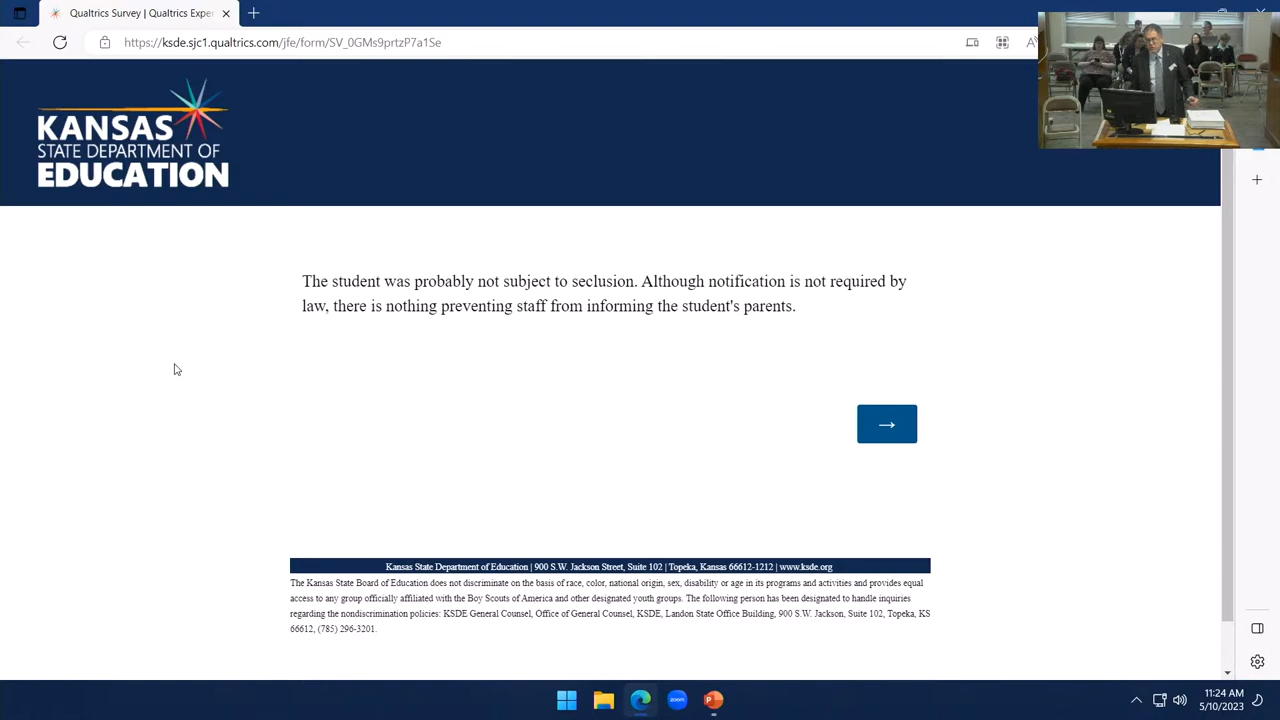 Qualtrics Survey | Qualtrics Exper
https://ksde.sjc1.qualtrics.com/jfe/form/SV_0GMs9prtzP7a1Se
KANSAS
STATE DEPARTMENT OF
EDUCATION
The student was probably not subject to seclusion. Although notification is not required by
law, there is nothing preventing staff from informing the student's parents.
→
Kansas State Department of Education | 900 S.W. Jackson Street, Suite 102 | Topeka, Kansas 66612-1212 | www.ksde.org
The Kansas State Board of Education does not discriminate on the basis of race, color, national origin, sex, disability or age in its programs and activities and provides equal
access to any group officially affiliated with the Boy Scouts of America and other designated youth groups. The following person has been designated to handle inquiries
regarding the nondiscrimination policies: KSDE General Counsel, Office of General Counsel, KSDE, Landon State Office Building, 900 S.W. Jackson, Suite 102, Topeka, KS
66612, (785) 296-3201.
zoom
P
11:24 AM
5/10/2023